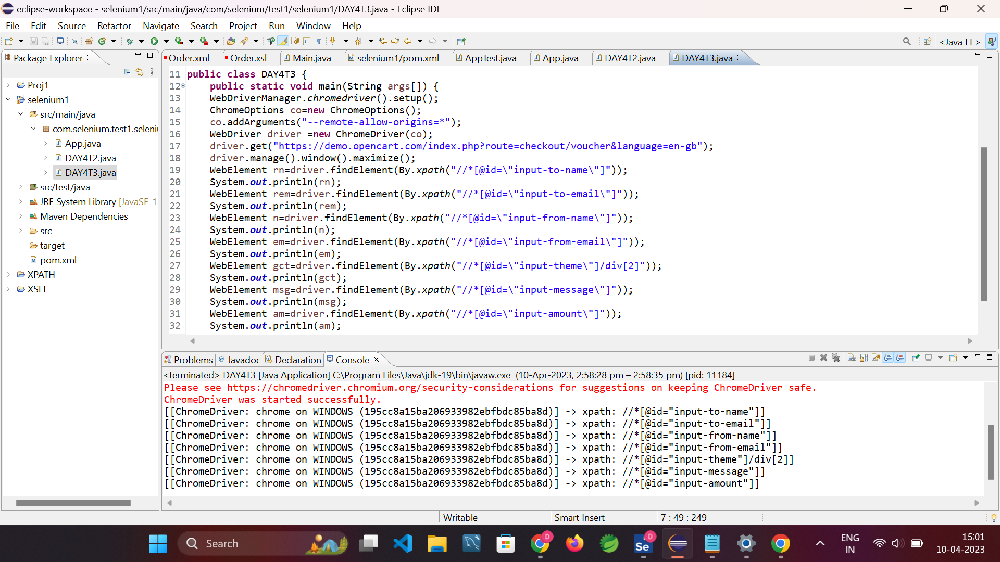 eclipse-workspace - selenium1/src/main/java/com/selenium/test1/selenium1/DAY4T3.java - Eclipse IDE
File Edit Source Refactor Navigate Search Project Run Window Help
<Java EE>
Package Explorer
Order.xml Order.xsl Main.java selenium1/pom.xml AppTest.java App.java DAY4T2.java DAY4T3.java
Proj1
selenium1
src/main/java
com.selenium.test1.seleni
App.java
DAY4T2.java
DAY4T3.java
src/test/java
JRE System Library [JavaSE-1
Maven Dependencies
src
target
pom.xml
XPATH
XSLT
11 public class DAY4T3 {
12 public static void main(String args[]) {
13 WebDriverManager.chromedriver().setup();
14 ChromeOptions co=new ChromeOptions();
15 co.addArguments("--remote-allow-origins=*");
16 WebDriver driver =new ChromeDriver(co);
17 driver.get("https://demo.opencart.com/index.php?route=checkout/voucher&language=en-gb");
18 driver.manage().window().maximize();
19 WebElement rn=driver.findElement(By.xpath("//*[@id=\"input-to-name\"]"));
20 System.out.println(rn);
21 WebElement rem=driver.findElement(By.xpath("//*[@id=\"input-to-email\"]"));
22 System.out.println(rem);
23 WebElement n=driver.findElement(By.xpath("//*[@id=\"input-from-name\"]"));
24 System.out.println(n);
25 WebElement em=driver.findElement(By.xpath("//*[@id=\"input-from-email\"]"));
26 System.out.println(em);
27 WebElement gct=driver.findElement(By.xpath("//*[@id=\"input-theme\"]/div[2]"));
28 System.out.println(gct);
29 WebElement msg=driver.findElement(By.xpath("//*[@id=\"input-message\"]"));
30 System.out.println(msg);
31 WebElement am=driver.findElement(By.xpath("//*[@id=\"input-amount\"]"));
32 System.out.println(am);
Problems @ Javadoc Declaration Console
<terminated> DAY4T3 [Java Application] C:\Program Files\Java\jdk-19\bin\javaw.exe (10-Apr-2023, 2:58:28 pm – 2:58:35 pm) [pid: 11184]
Please see https://chromedriver.chromium.org/security-considerations for suggestions on keeping ChromeDriver safe.
ChromeDriver was started successfully.
[[ChromeDriver: chrome on WINDOWS (195cc8a15ba206933982ebfbdc85ba8d)] -> xpath: //*[@id="input-to-name"]]
[[ChromeDriver: chrome on WINDOWS (195cc8a15ba206933982ebfbdc85ba8d)] -> xpath: //*[@id="input-to-email"]]
[[ChromeDriver: chrome on WINDOWS (195cc8a15ba206933982ebfbdc85ba8d)] -> xpath: //*[@id="input-from-name"]]
[[ChromeDriver: chrome on WINDOWS (195cc8a15ba206933982ebfbdc85ba8d)] -> xpath: //*[@id="input-from-email"]]
[[ChromeDriver: chrome on WINDOWS (195cc8a15ba206933982ebfbdc85ba8d)] -> xpath: //*[@id="input-theme"]/div[2]]
[[ChromeDriver: chrome on WINDOWS (195cc8a15ba206933982ebfbdc85ba8d)] -> xpath: //*[@id="input-message"]]
[[ChromeDriver: chrome on WINDOWS (195cc8a15ba206933982ebfbdc85ba8d)] -> xpath: //*[@id="input-amount"]]
Writable Smart Insert 7 : 49 : 249
Search
D
Se D
ENG
IN
15:01
10-04-2023